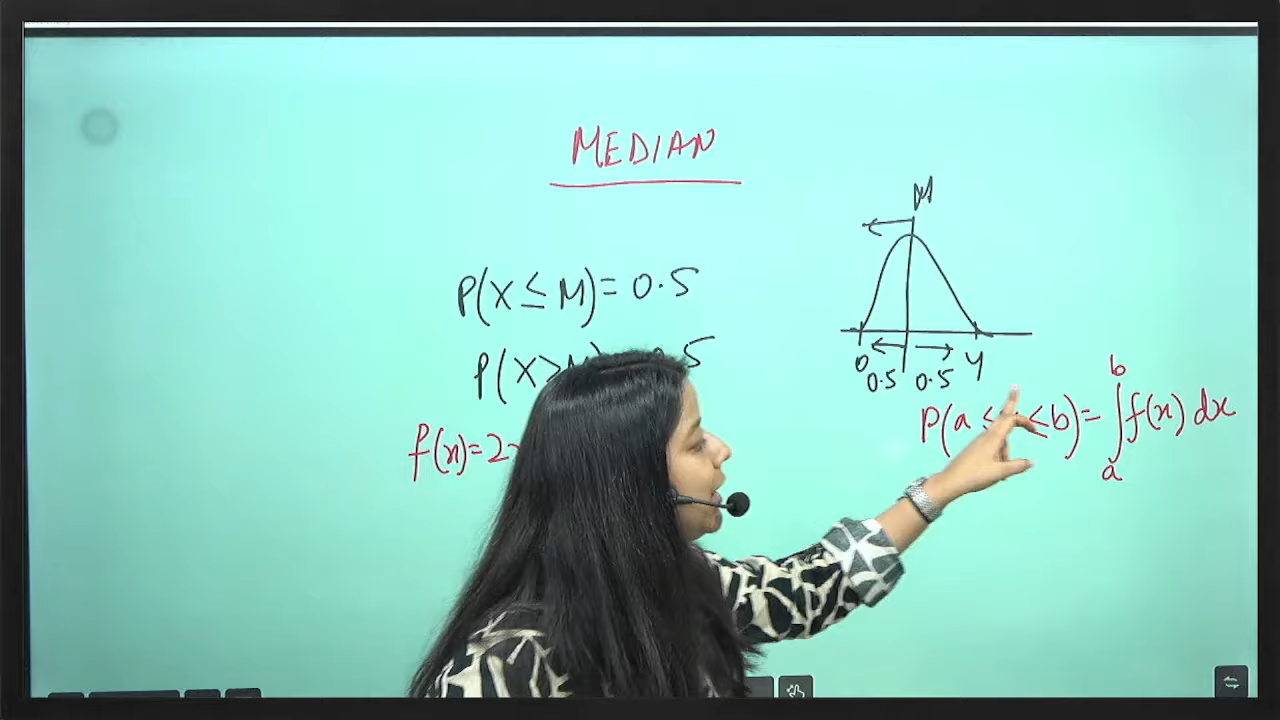 MEDIAN
M
P(X ≤ M) = 0.5
0 4
0.5 0.5
P(X >
f(x) = 2
b
P(a ≤ ≤ b) = ∫ f(x) dx
a